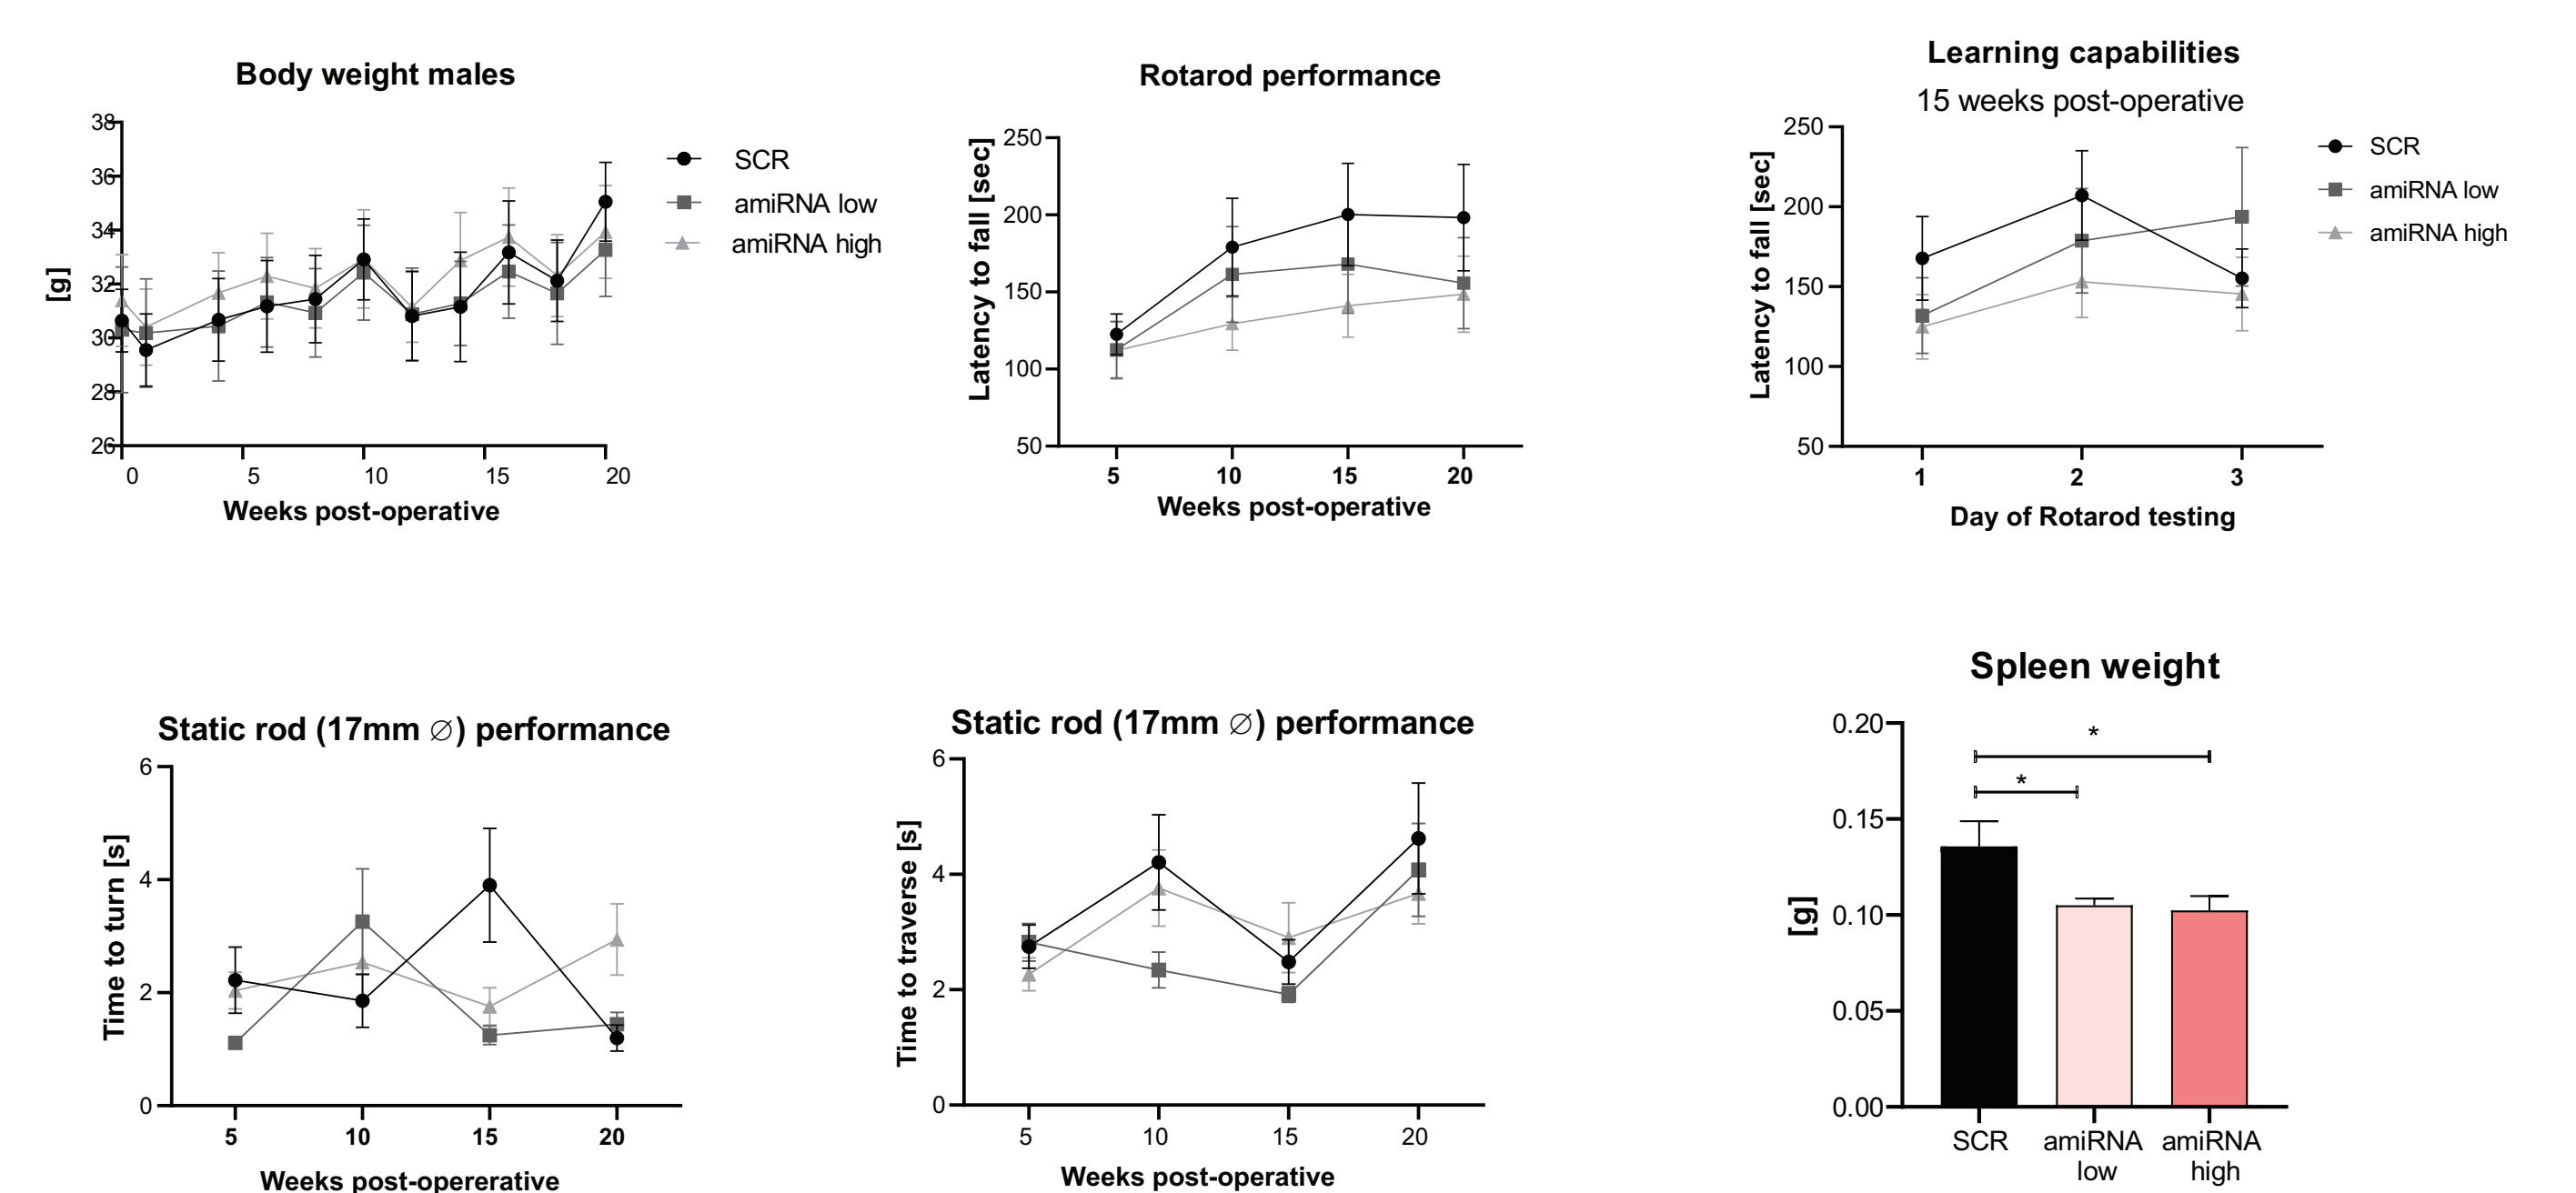 Body weight males
38
36
34
32
30
28
26
[g]
0 5 10 15 20
Weeks post-operative
SCR
amiRNA low
amiRNA high
Rotarod performance
250
200
150
100
50
Latency to fall [sec]
5 10 15 20
Weeks post-operative
Learning capabilities
15 weeks post-operative
250
200
150
100
50
Latency to fall [sec]
1 2 3
Day of Rotarod testing
SCR
amiRNA low
amiRNA high
Static rod (17mm ∅) performance
6
4
2
0
Time to turn [s]
5 10 15 20
Weeks post-opererative
Static rod (17mm ∅) performance
6
4
2
0
Time to traverse [s]
5 10 15 20
Weeks post-operative
Spleen weight
0.20
0.15
0.10
0.05
0.00
[g]
*
*
SCR amiRNA amiRNA
low high